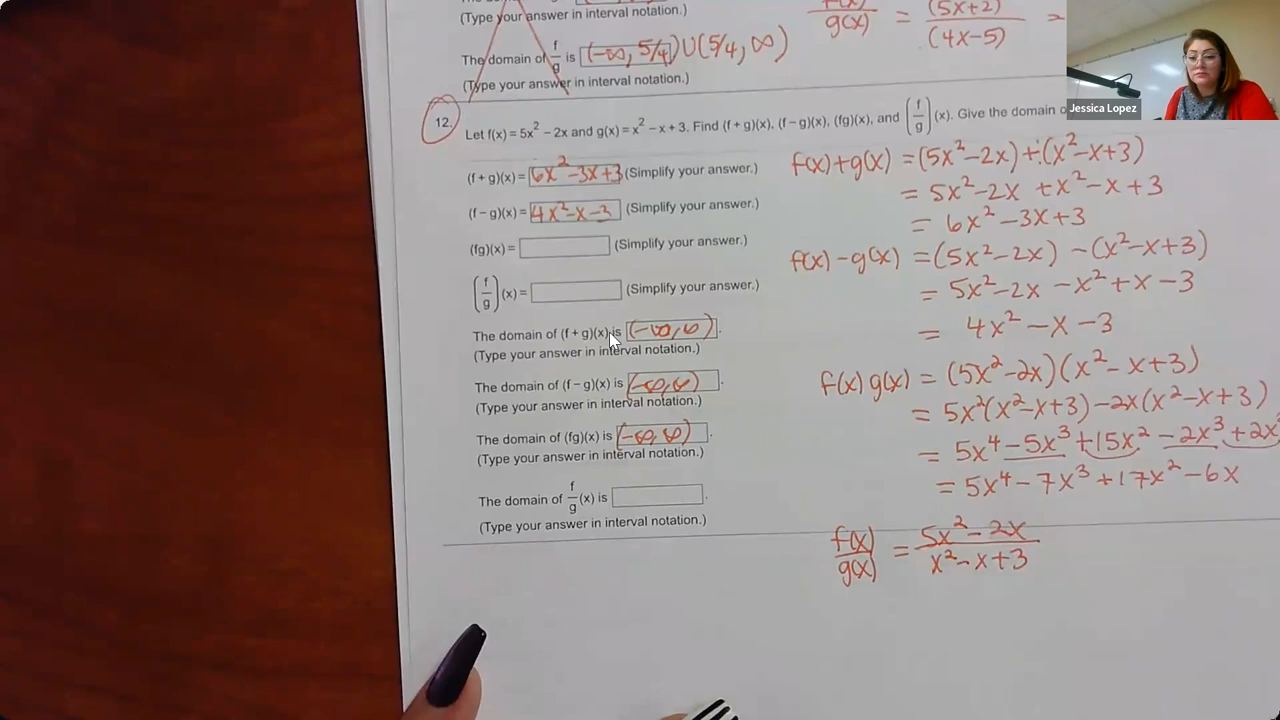 (Type your answer in interval notation.)
f(x)/g(x) = (5x+2)/(4x-5) =
The domain of f/g is (-∞, 5/4) U (5/4, ∞)
(Type your answer in interval notation.)
Jessica Lopez
12. Let f(x) = 5x² − 2x and g(x) = x² − x + 3. Find (f + g)(x), (f − g)(x), (fg)(x), and (f/g)(x). Give the domain o
(f + g)(x) = 6x²-3x+3 (Simplify your answer.)
(f − g)(x) = 4x²-x-3 (Simplify your answer.)
(fg)(x) = (Simplify your answer.)
(f/g)(x) = (Simplify your answer.)
The domain of (f + g)(x) is (-∞, ∞).
(Type your answer in interval notation.)
The domain of (f − g)(x) is (-∞, ∞).
(Type your answer in interval notation.)
The domain of (fg)(x) is (-∞, ∞).
(Type your answer in interval notation.)
The domain of f/g(x) is .
(Type your answer in interval notation.)
f(x)+g(x) = (5x²-2x)+(x²-x+3)
= 5x²-2x +x²-x+3
= 6x²-3x+3
f(x)-g(x) = (5x²-2x) -(x²-x+3)
= 5x²-2x -x²+x-3
= 4x²-x-3
f(x)g(x) = (5x²-2x)(x²-x+3)
= 5x²(x²-x+3)-2x(x²-x+3)
= 5x⁴-5x³+15x²-2x³+2x
= 5x⁴-7x³+17x²-6x
f(x)/g(x) = 5x²-2x/x²-x+3